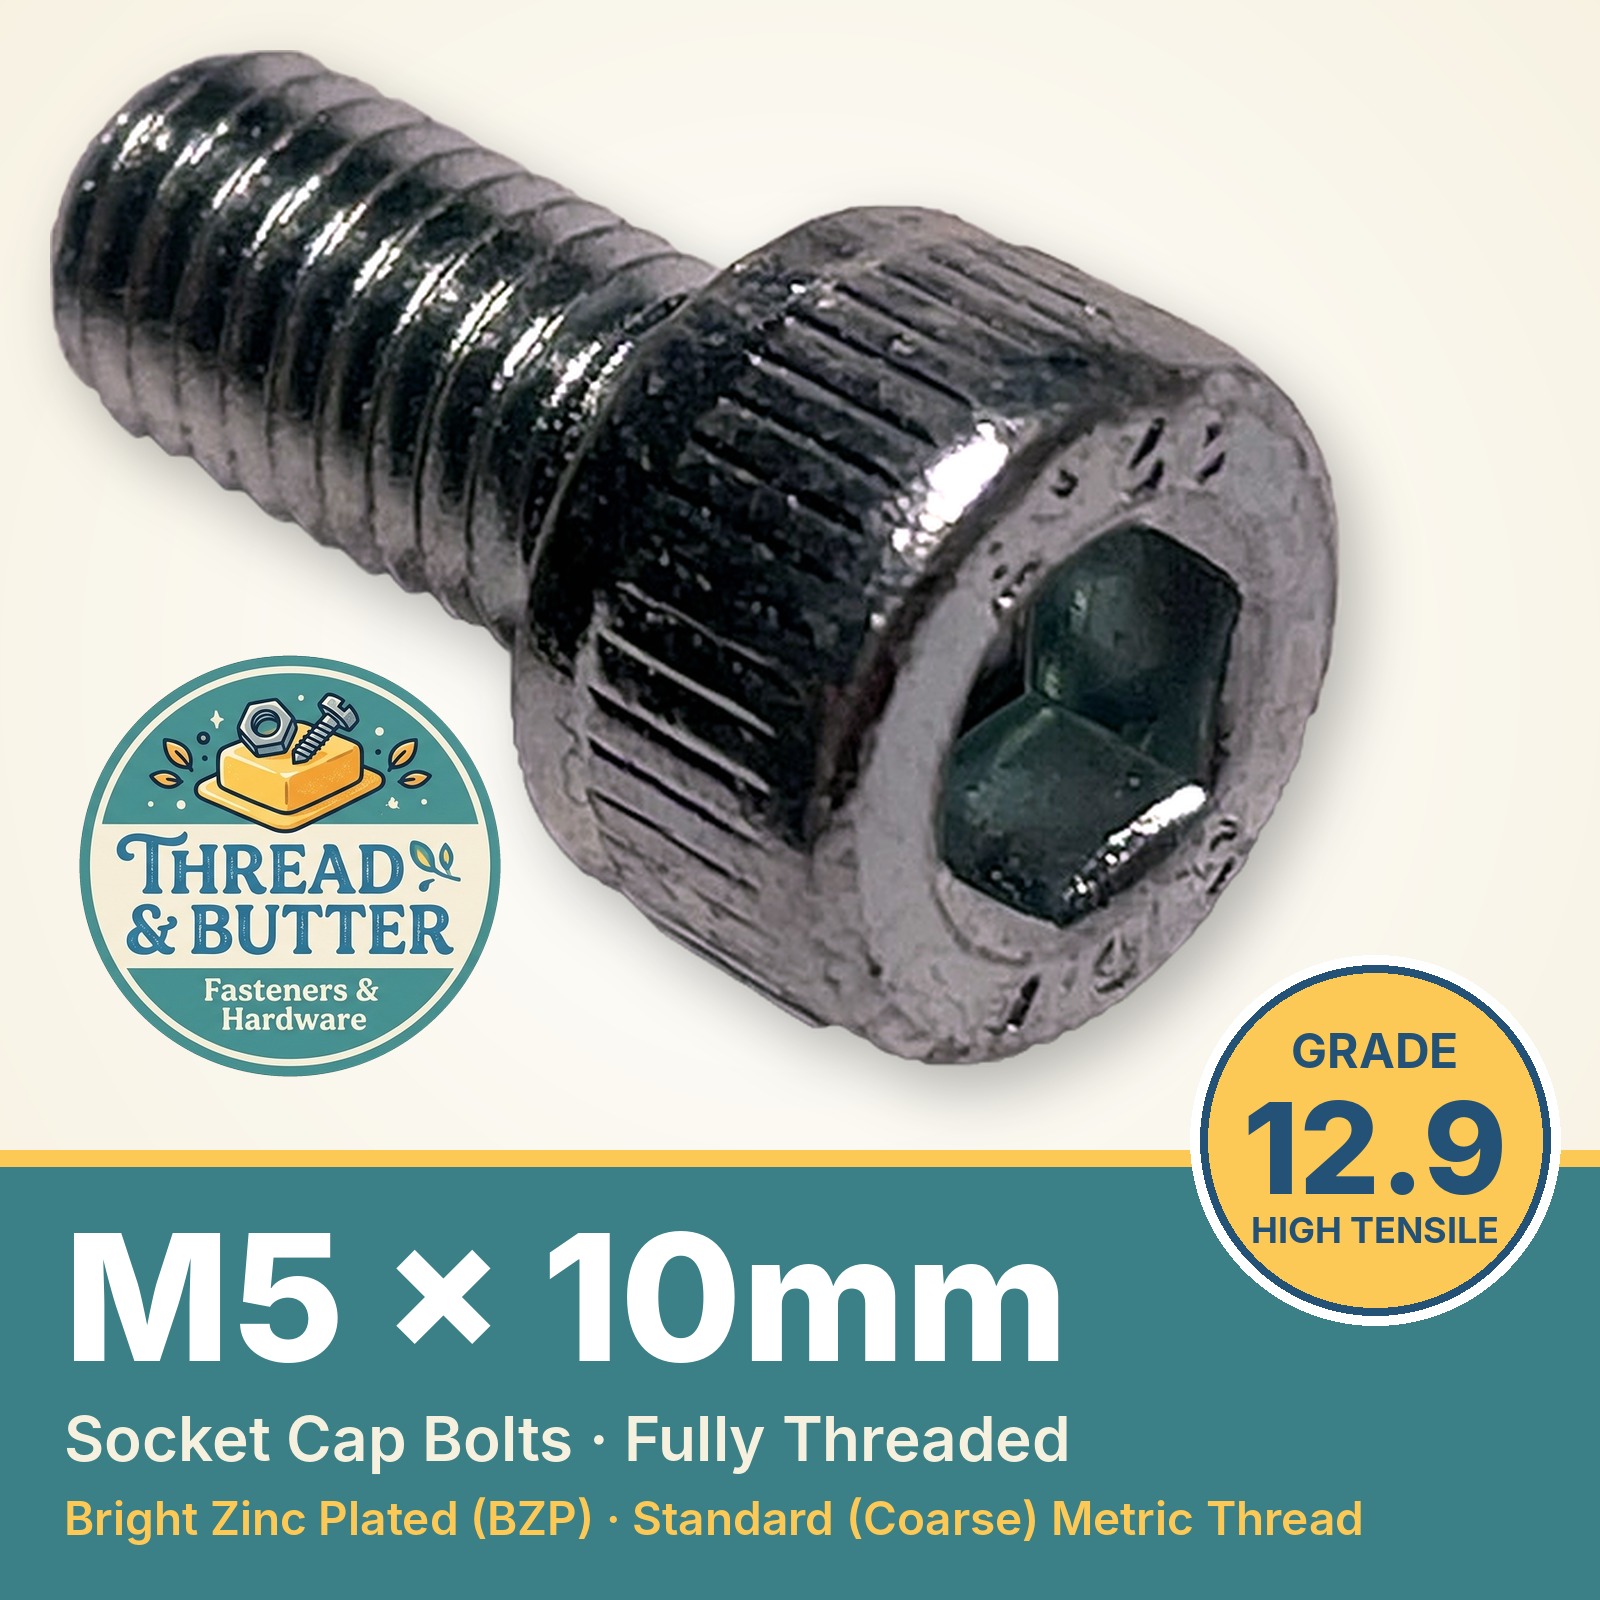 THREAD
& BUTTER
Fasteners &
Hardware
GRADE
12.9
HIGH TENSILE
M5 × 10mm
Socket Cap Bolts · Fully Threaded
Bright Zinc Plated (BZP) · Standard (Coarse) Metric Thread